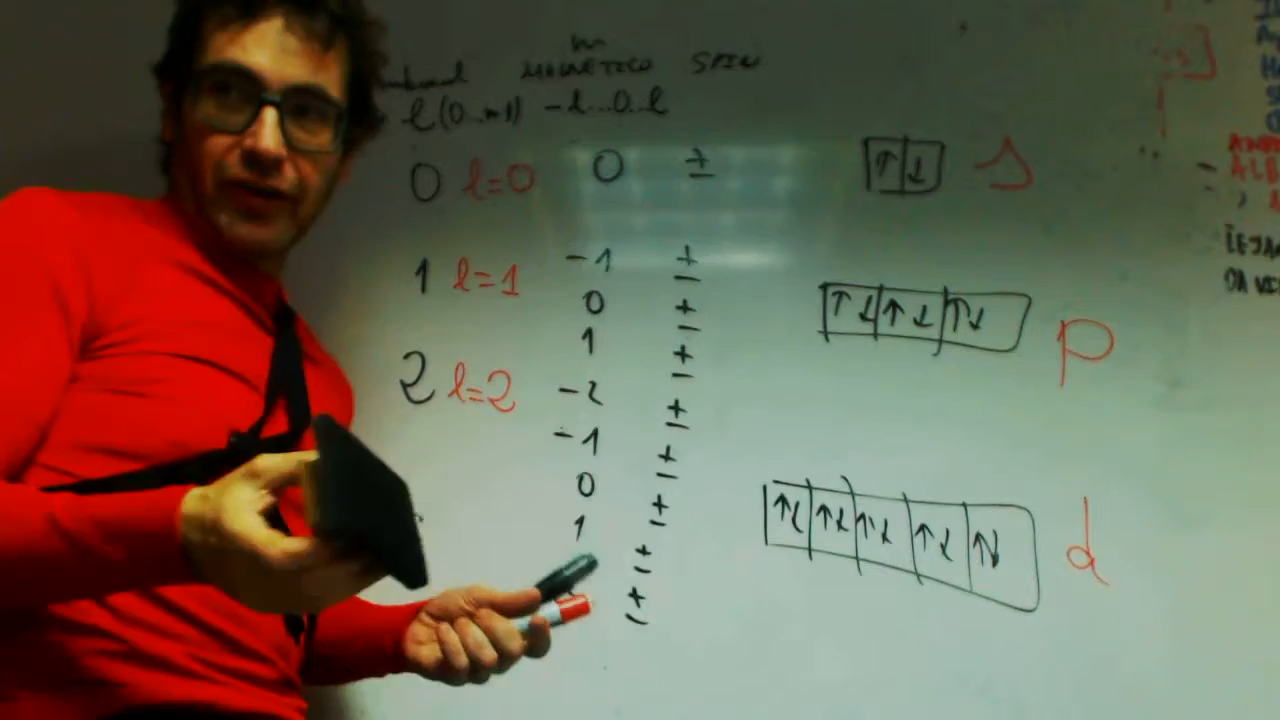 m
MAGNETICO SPIN
l(0..n-1) -l...0..l
0 l=0 0 ±
↑ ↓ s
1 l=1 -1 ±
0 ±
1 ±
↑↓ ↑↓ ↑↓ p
2 l=2 -2 ±
-1 ±
0 ±
1 ±
±
↑↓ ↑↓ ↑↓ ↑↓ ↑↓ d